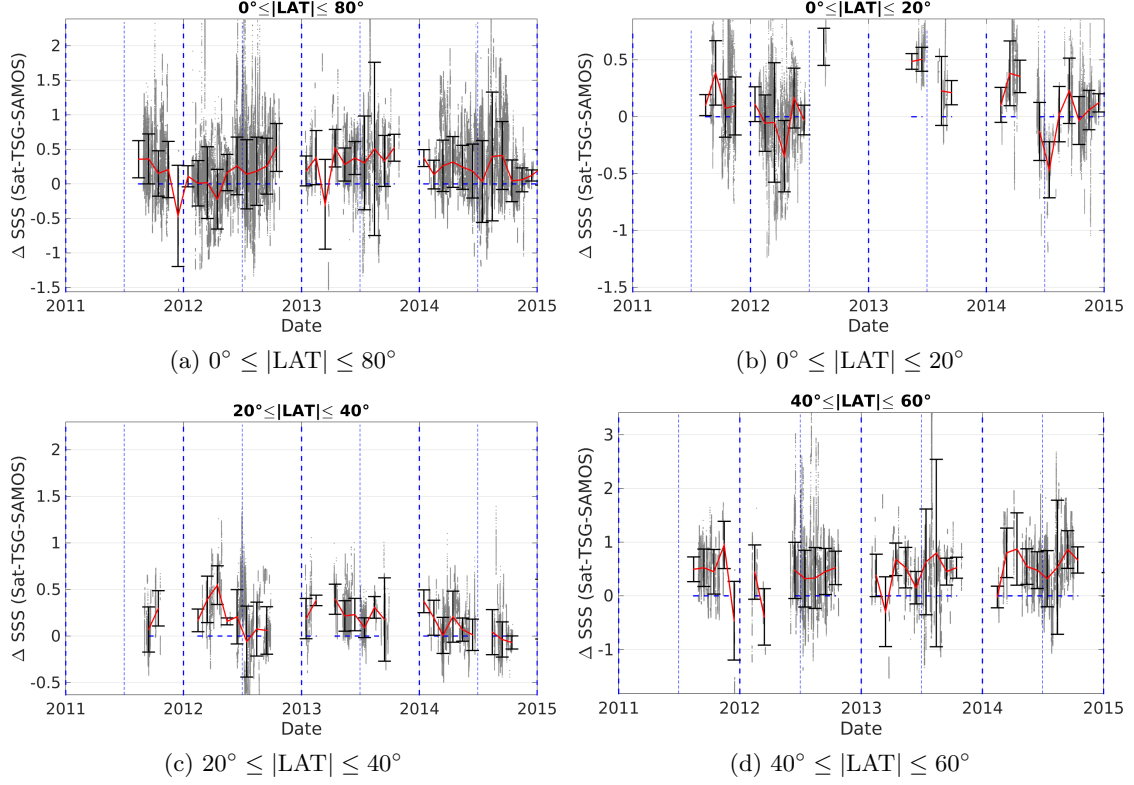 0°≤|LAT|≤ 80°
Δ SSS (Sat-TSG-SAMOS)
2
1.5
1
0.5
0
-0.5
-1
-1.5
2011 2012 2013 2014 2015
Date
(a) 0° ≤ |LAT| ≤ 80°
0°≤|LAT|≤ 20°
Δ SSS (Sat-TSG-SAMOS)
0.5
0
-0.5
-1
-1.5
2011 2012 2013 2014 2015
Date
(b) 0° ≤ |LAT| ≤ 20°
20°≤|LAT|≤ 40°
Δ SSS (Sat-TSG-SAMOS)
2
1.5
1
0.5
0
-0.5
2011 2012 2013 2014 2015
Date
(c) 20° ≤ |LAT| ≤ 40°
40°≤|LAT|≤ 60°
Δ SSS (Sat-TSG-SAMOS)
3
2
1
0
-1
2011 2012 2013 2014 2015
Date
(d) 40° ≤ |LAT| ≤ 60°